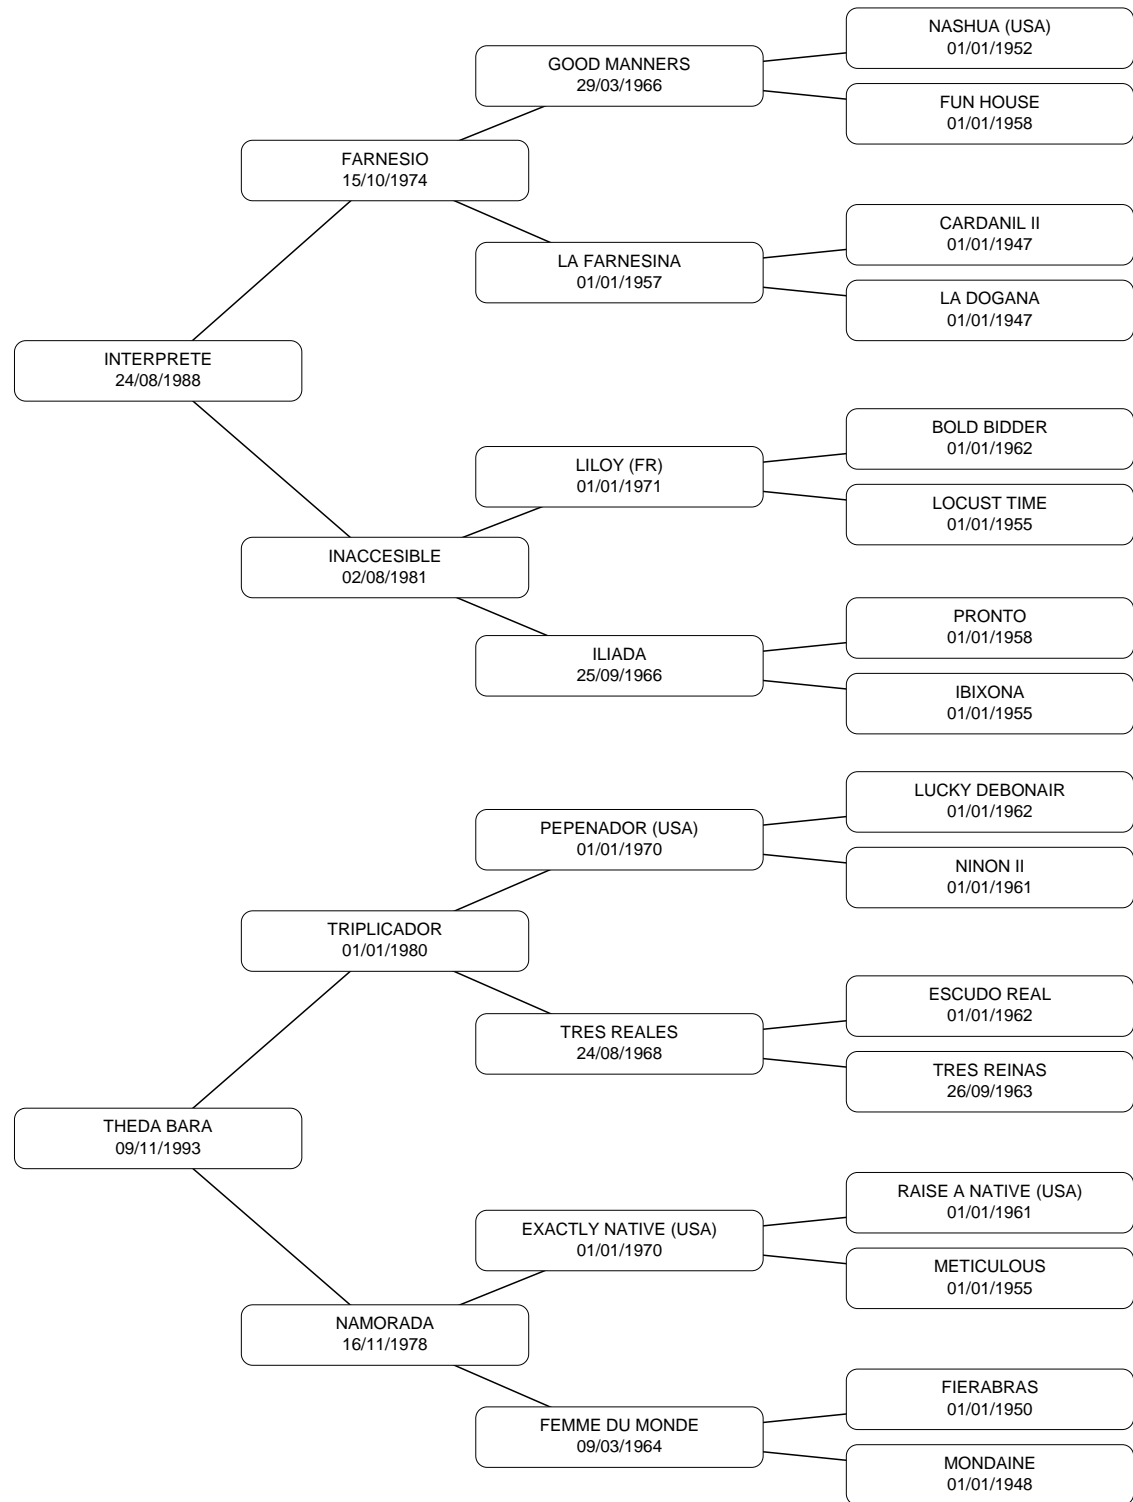 NASHUA (USA)
01/01/1952
GOOD MANNERS
29/03/1966
FUN HOUSE
01/01/1958
FARNESIO
15/10/1974
CARDANIL II
01/01/1947
LA FARNESINA
01/01/1957
LA DOGANA
01/01/1947
INTERPRETE
24/08/1988
BOLD BIDDER
01/01/1962
LILOY (FR)
01/01/1971
LOCUST TIME
01/01/1955
INACCESIBLE
02/08/1981
PRONTO
01/01/1958
ILIADA
25/09/1966
IBIXONA
01/01/1955
LUCKY DEBONAIR
01/01/1962
PEPENADOR (USA)
01/01/1970
NINON II
01/01/1961
TRIPLICADOR
01/01/1980
ESCUDO REAL
01/01/1962
TRES REALES
24/08/1968
TRES REINAS
26/09/1963
THEDA BARA
09/11/1993
RAISE A NATIVE (USA)
01/01/1961
EXACTLY NATIVE (USA)
01/01/1970
METICULOUS
01/01/1955
NAMORADA
16/11/1978
FIERABRAS
01/01/1950
FEMME DU MONDE
09/03/1964
MONDAINE
01/01/1948